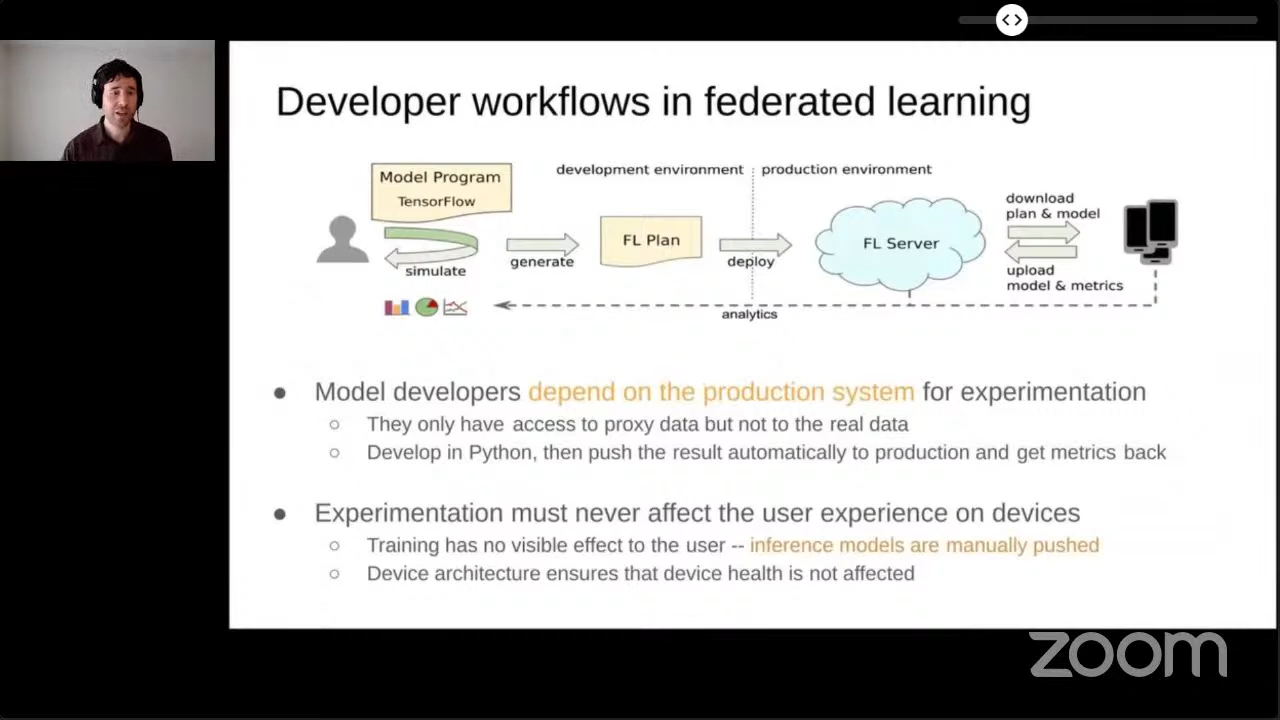 Developer workflows in federated learning
Model Program
TensorFlow
simulate
generate
development environment
production environment
FL Plan
deploy
FL Server
download
plan & model
upload
model & metrics
analytics
● Model developers depend on the production system for experimentation
○ They only have access to proxy data but not to the real data
○ Develop in Python, then push the result automatically to production and get metrics back
● Experimentation must never affect the user experience on devices
○ Training has no visible effect to the user -- inference models are manually pushed
○ Device architecture ensures that device health is not affected
zoom